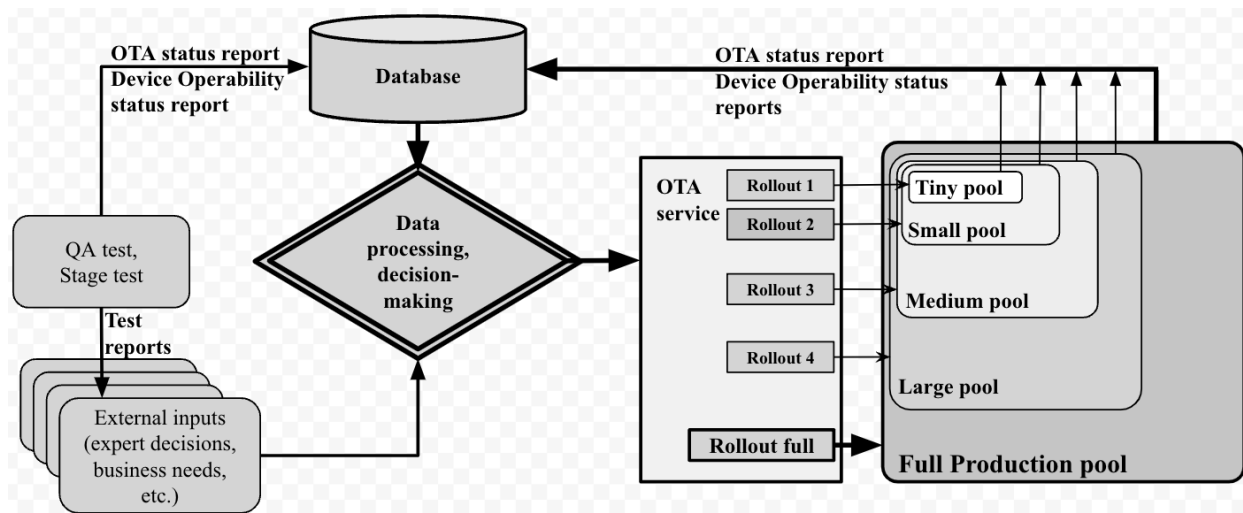 OTA status report
Device Operability
status report
Database
OTA status report
Device Operability status
reports
QA test,
Stage test
Test
reports
External inputs
(expert decisions,
business needs,
etc.)
Data
processing,
decision-
making
OTA
service
Rollout 1
Rollout 2
Rollout 3
Rollout 4
Rollout full
Tiny pool
Small pool
Medium pool
Large pool
Full Production pool